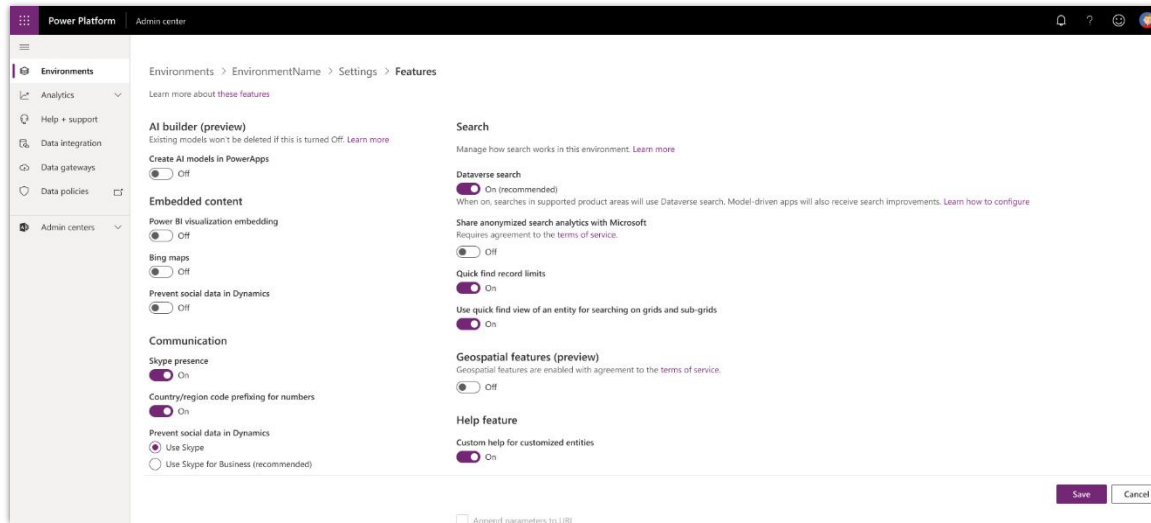 Power Platform
Admin center
Environments
Analytics
Help + support
Data integration
Data gateways
Data policies
Admin centers
Environments > EnvironmentName > Settings > Features
Learn more about these features
AI builder (preview)
Existing models won't be deleted if this is turned Off. Learn more
Create AI models in PowerApps
Off
Embedded content
Power BI visualization embedding
Off
Bing maps
Off
Prevent social data in Dynamics
Off
Communication
Skype presence
On
Country/region code prefixing for numbers
On
Prevent social data in Dynamics
Use Skype
Use Skype for Business (recommended)
Search
Manage how search works in this environment. Learn more
Dataverse search
On (recommended)
When on, searches in supported product areas will use Dataverse search. Model-driven apps will also receive search improvements. Learn how to configure
Share anonymized search analytics with Microsoft
Requires agreement to the terms of service.
Off
Quick find record limits
On
Use quick find view of an entity for searching on grids and sub-grids
On
Geospatial features (preview)
Geospatial features are enabled with agreement to the terms of service.
Off
Help feature
Custom help for customized entities
On
Save
Cancel
Append parameters to URL